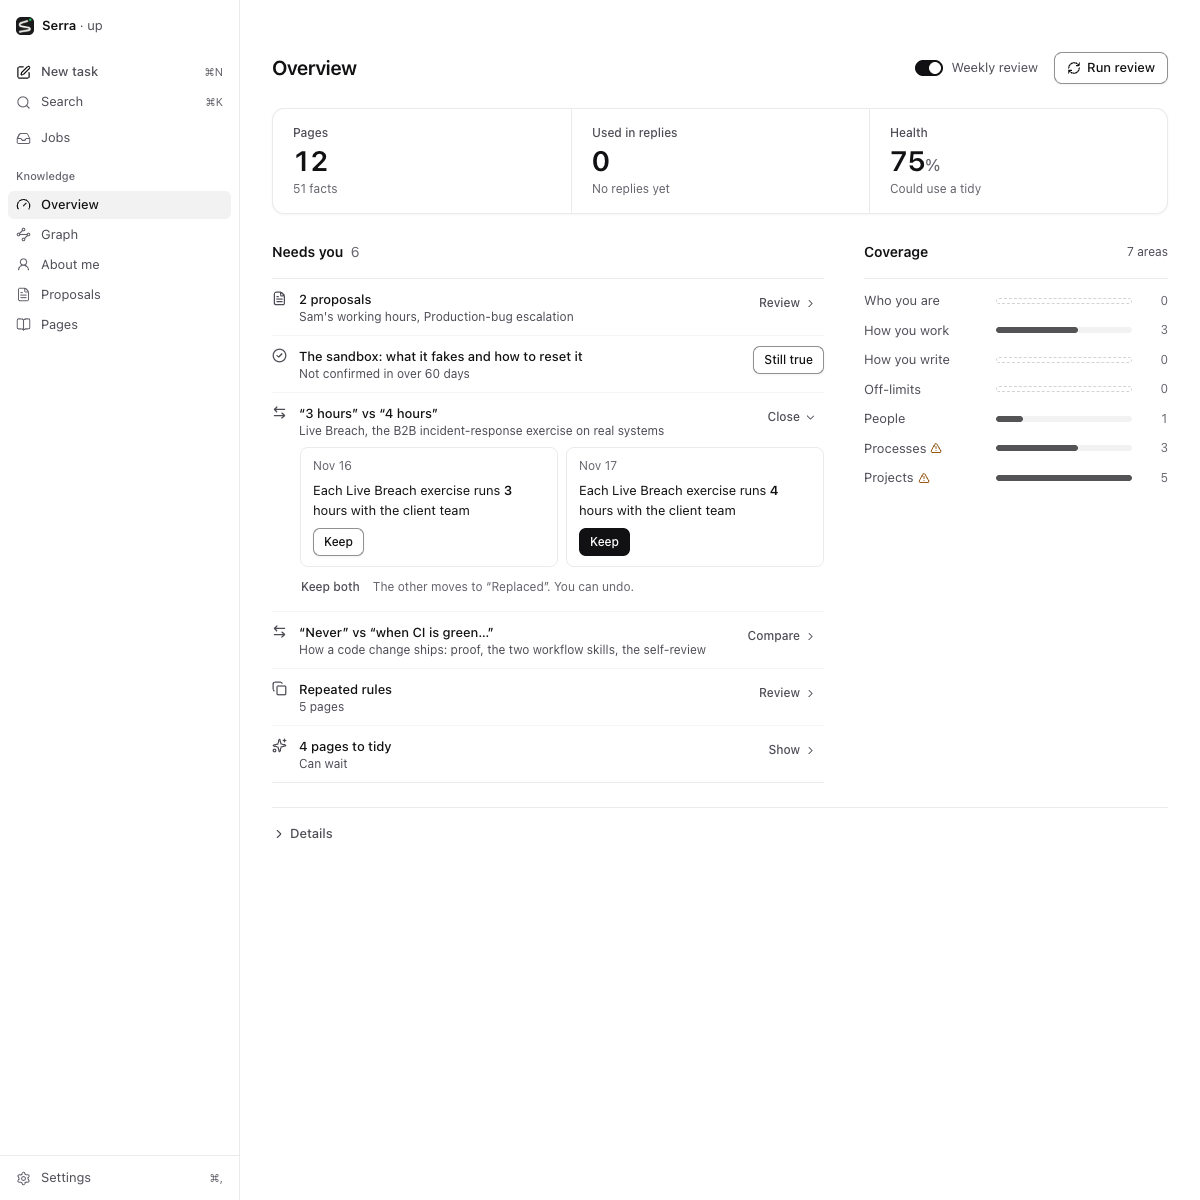 Serra · up
New task ⌘N
Search ⌘K
Jobs
Knowledge
Overview
Graph
About me
Proposals
Pages
Settings ⌘,
Overview
Weekly review
Run review
Pages
12
51 facts
Used in replies
0
No replies yet
Health
75%
Could use a tidy
Needs you 6
2 proposals
Sam's working hours, Production-bug escalation
Review
The sandbox: what it fakes and how to reset it
Not confirmed in over 60 days
Still true
“3 hours” vs “4 hours”
Live Breach, the B2B incident-response exercise on real systems
Close
Nov 16
Each Live Breach exercise runs 3
hours with the client team
Keep
Nov 17
Each Live Breach exercise runs 4
hours with the client team
Keep
Keep both The other moves to “Replaced”. You can undo.
“Never” vs “when CI is green…”
How a code change ships: proof, the two workflow skills, the self-review
Compare
Repeated rules
5 pages
Review
4 pages to tidy
Can wait
Show
Coverage 7 areas
Who you are 0
How you work 3
How you write 0
Off-limits 0
People 1
Processes 3
Projects 5
Details